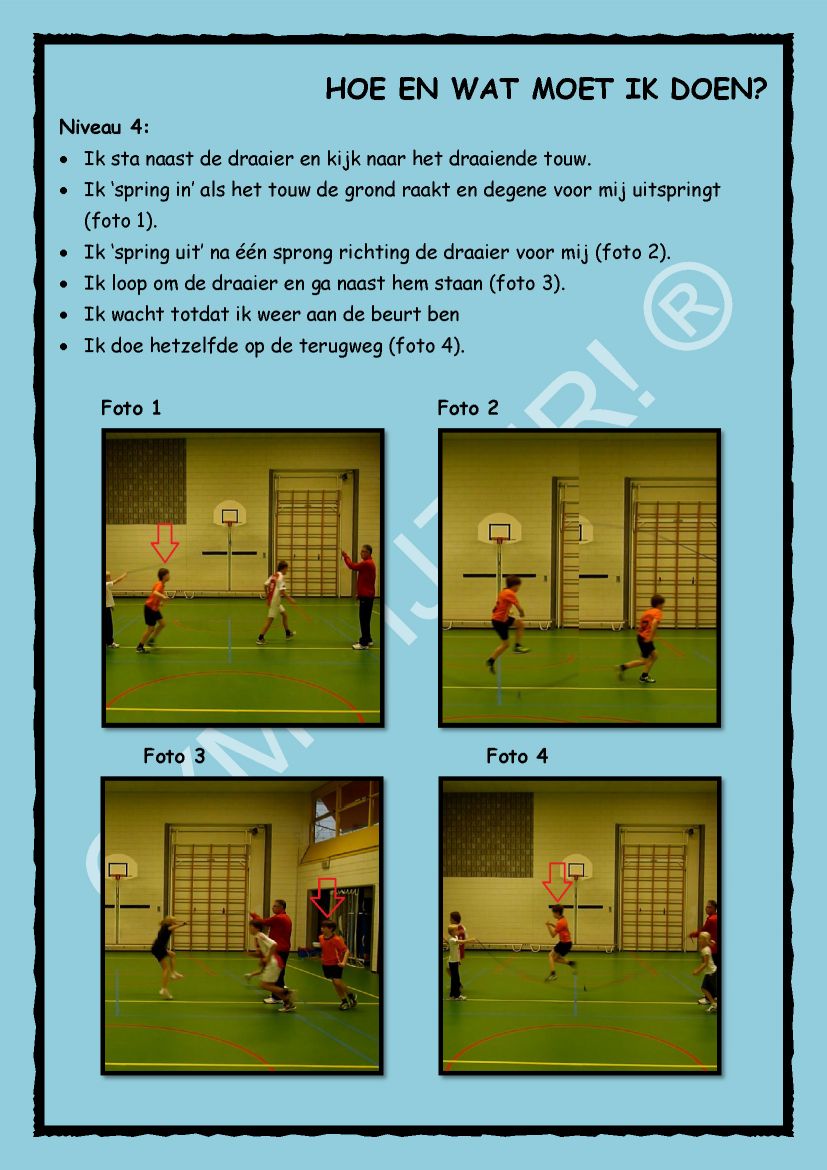 HOE EN WAT MOET IK DOEN?
Niveau 4:
• Ik sta naast de draaier en kijk naar het draaiende touw.
• Ik ‘spring in’ als het touw de grond raakt en degene voor mij uitspringt
(foto 1).
• Ik ‘spring uit’ na één sprong richting de draaier voor mij (foto 2).
• Ik loop om de draaier en ga naast hem staan (foto 3).
• Ik wacht totdat ik weer aan de beurt ben
• Ik doe hetzelfde op de terugweg (foto 4).
Foto 1
Foto 2
Foto 3
Foto 4